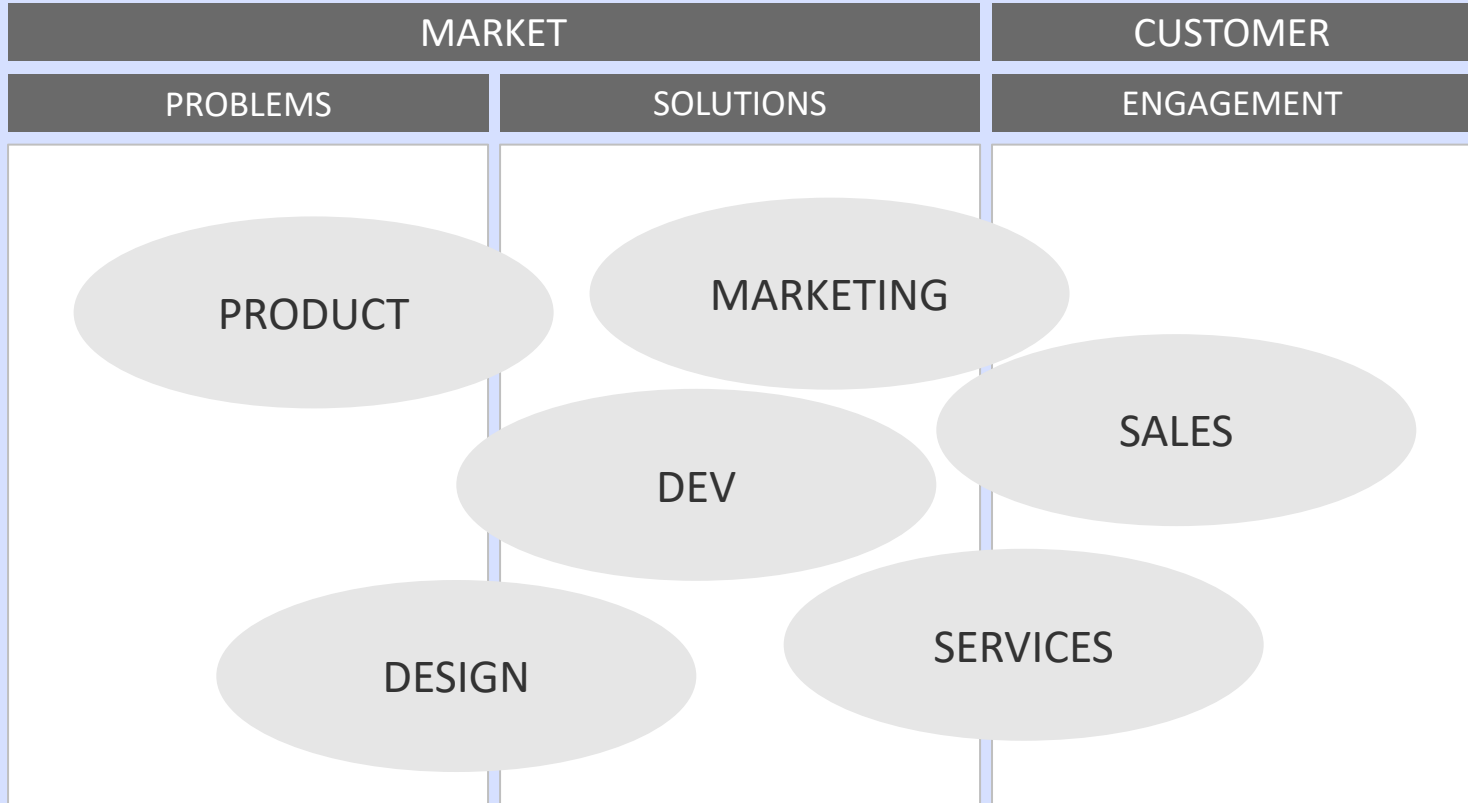 MARKET
CUSTOMER
PROBLEMS
SOLUTIONS
ENGAGEMENT
PRODUCT
MARKETING
SALES
DEV
DESIGN
SERVICES